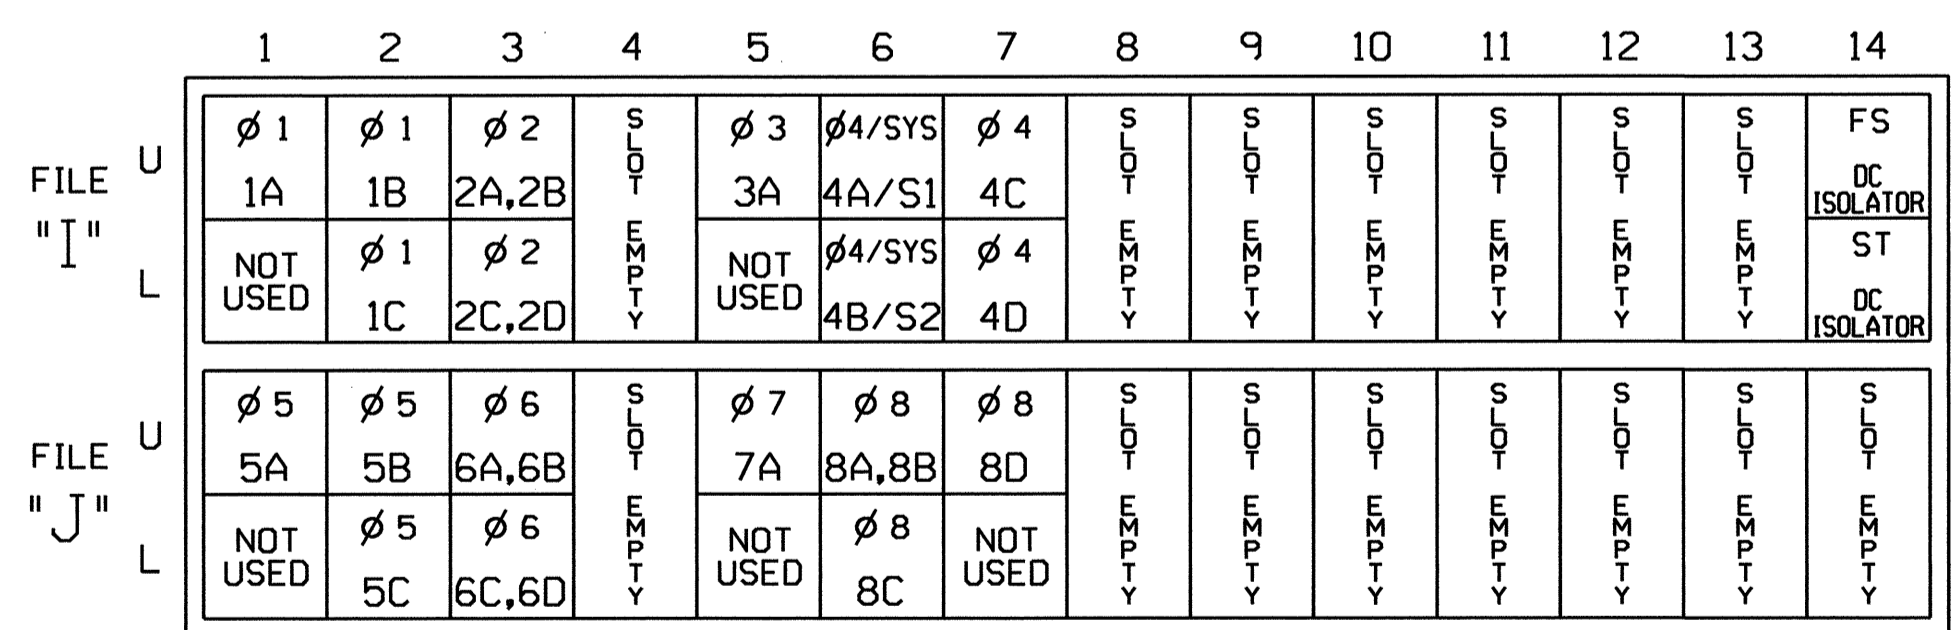 1 2 3 4 5 6 7 8 9 10 11 12 13 14
FILE "I"
U
ø 1 ø 1 ø 2 SLOT EMPTY ø 3 ø4/SYS ø 4 SLOT EMPTY SLOT EMPTY SLOT EMPTY SLOT EMPTY SLOT EMPTY SLOT EMPTY FS
1A 1B 2A,2B 3A 4A/S1 4C DC
ISOLATOR
L
NOT ø 1 ø 2 NOT ø4/SYS ø 4 ST
USED 1C 2C,2D USED 4B/S2 4D DC
ISOLATOR
FILE "J"
U
ø 5 ø 5 ø 6 SLOT EMPTY ø 7 ø 8 ø 8 SLOT EMPTY SLOT EMPTY SLOT EMPTY SLOT EMPTY SLOT EMPTY SLOT EMPTY SLOT EMPTY
5A 5B 6A,6B 7A 8A,8B 8D
L
NOT ø 5 ø 6 NOT ø 8 NOT
USED 5C 6C,6D USED 8C USED